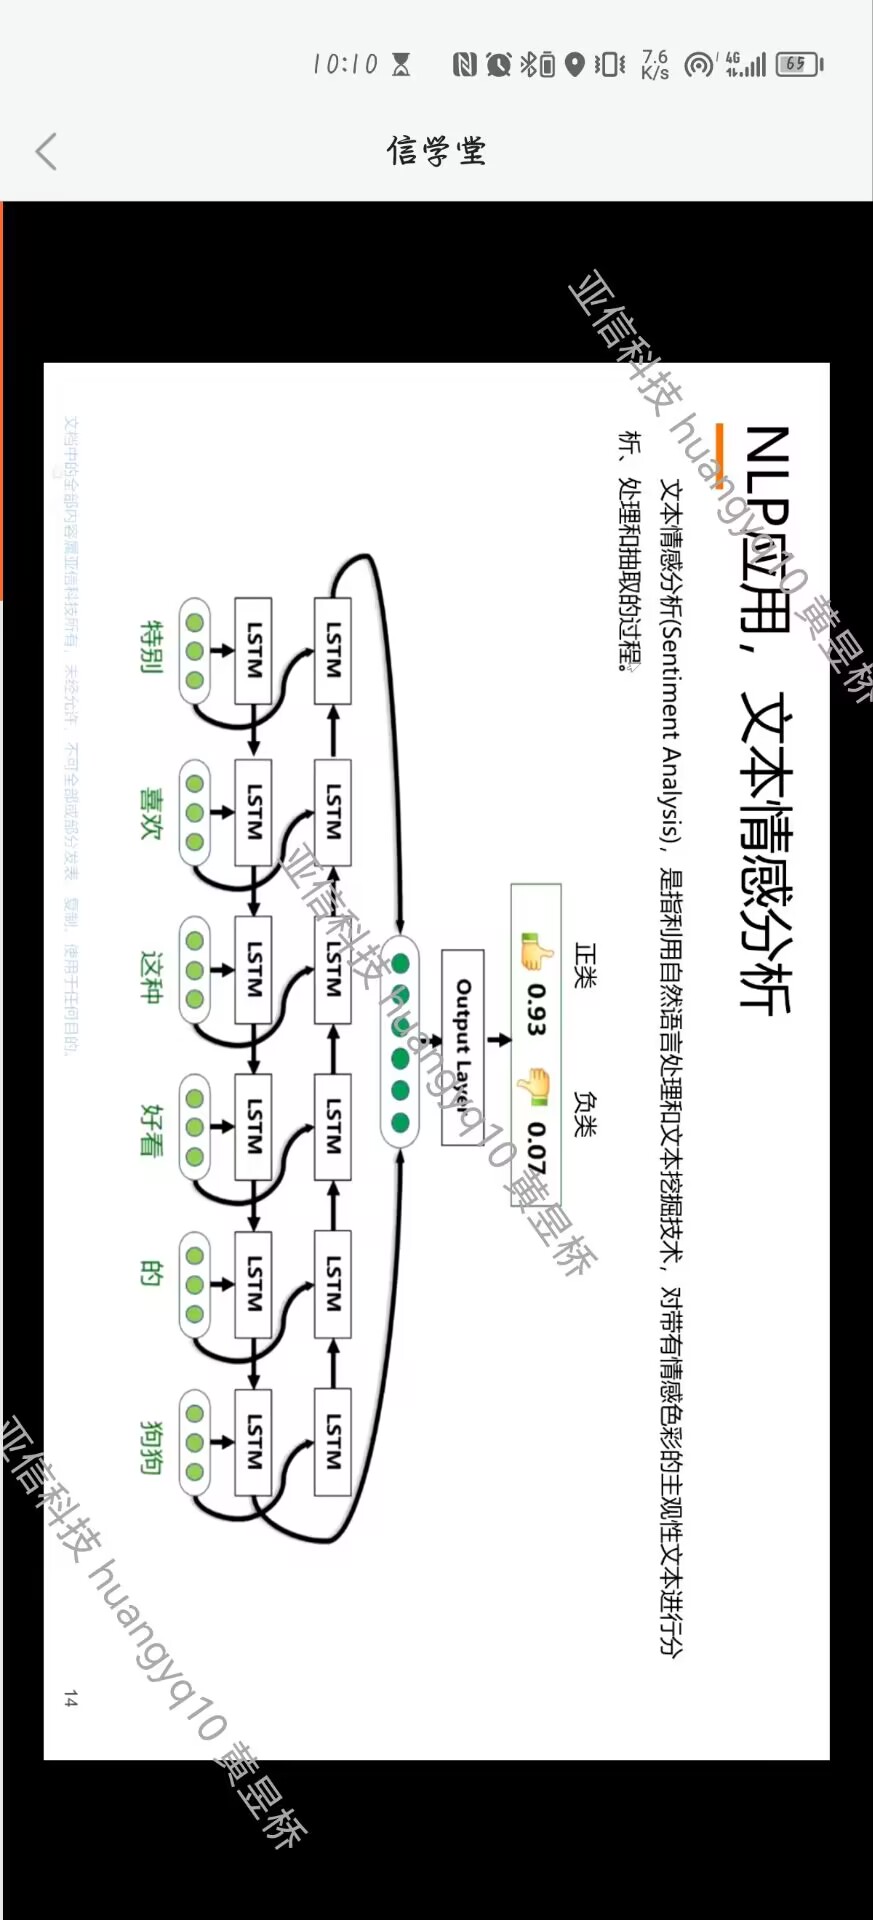 10:10
7.6 K/s
4G
65
信学堂
NLP应用，文本情感分析
文本情感分析(Sentiment Analysis)，是指利用自然语言处理和文本挖掘技术，对带有情感色彩的主观性文本进行分
析、处理和抽取的过程。
正类 负类
0.93 0.07
Output Layer
LSTM LSTM LSTM LSTM LSTM LSTM
LSTM LSTM LSTM LSTM LSTM LSTM
特别 喜欢 这种 好看 的 狗狗
文档中的全部内容属亚信科技所有，未经允许，不可全部或部分发表、复制、使用于任何目的。
14
亚信科技 huangyq10 黄昱桥
亚信科技 huangyq10 黄昱桥
亚信科技 huangyq10 黄昱桥